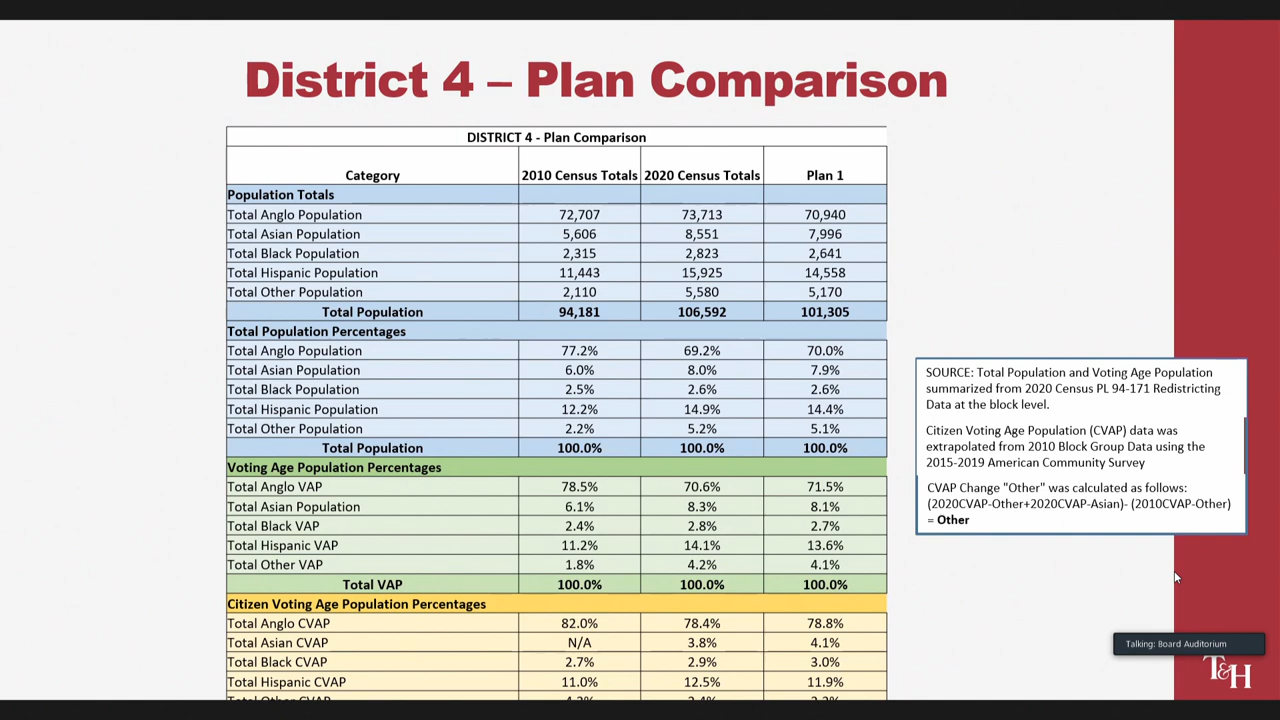 District 4 – Plan Comparison
DISTRICT 4 - Plan Comparison
Category 2010 Census Totals 2020 Census Totals Plan 1
Population Totals
Total Anglo Population 72,707 73,713 70,940
Total Asian Population 5,606 8,551 7,996
Total Black Population 2,315 2,823 2,641
Total Hispanic Population 11,443 15,925 14,558
Total Other Population 2,110 5,580 5,170
Total Population 94,181 106,592 101,305
Total Population Percentages
Total Anglo Population 77.2% 69.2% 70.0%
Total Asian Population 6.0% 8.0% 7.9%
Total Black Population 2.5% 2.6% 2.6%
Total Hispanic Population 12.2% 14.9% 14.4%
Total Other Population 2.2% 5.2% 5.1%
Total Population 100.0% 100.0% 100.0%
Voting Age Population Percentages
Total Anglo VAP 78.5% 70.6% 71.5%
Total Asian Population 6.1% 8.3% 8.1%
Total Black VAP 2.4% 2.8% 2.7%
Total Hispanic VAP 11.2% 14.1% 13.6%
Total Other VAP 1.8% 4.2% 4.1%
Total VAP 100.0% 100.0% 100.0%
Citizen Voting Age Population Percentages
Total Anglo CVAP 82.0% 78.4% 78.8%
Total Asian CVAP N/A 3.8% 4.1%
Total Black CVAP 2.7% 2.9% 3.0%
Total Hispanic CVAP 11.0% 12.5% 11.9%
Total Other CVAP
SOURCE: Total Population and Voting Age Population
summarized from 2020 Census PL 94-171 Redistricting
Data at the block level.
Citizen Voting Age Population (CVAP) data was
extrapolated from 2010 Block Group Data using the
2015-2019 American Community Survey
CVAP Change "Other" was calculated as follows:
(2020CVAP-Other+2020CVAP-Asian)- (2010CVAP-Other)
= Other
Talking: Board Auditorium
T&H